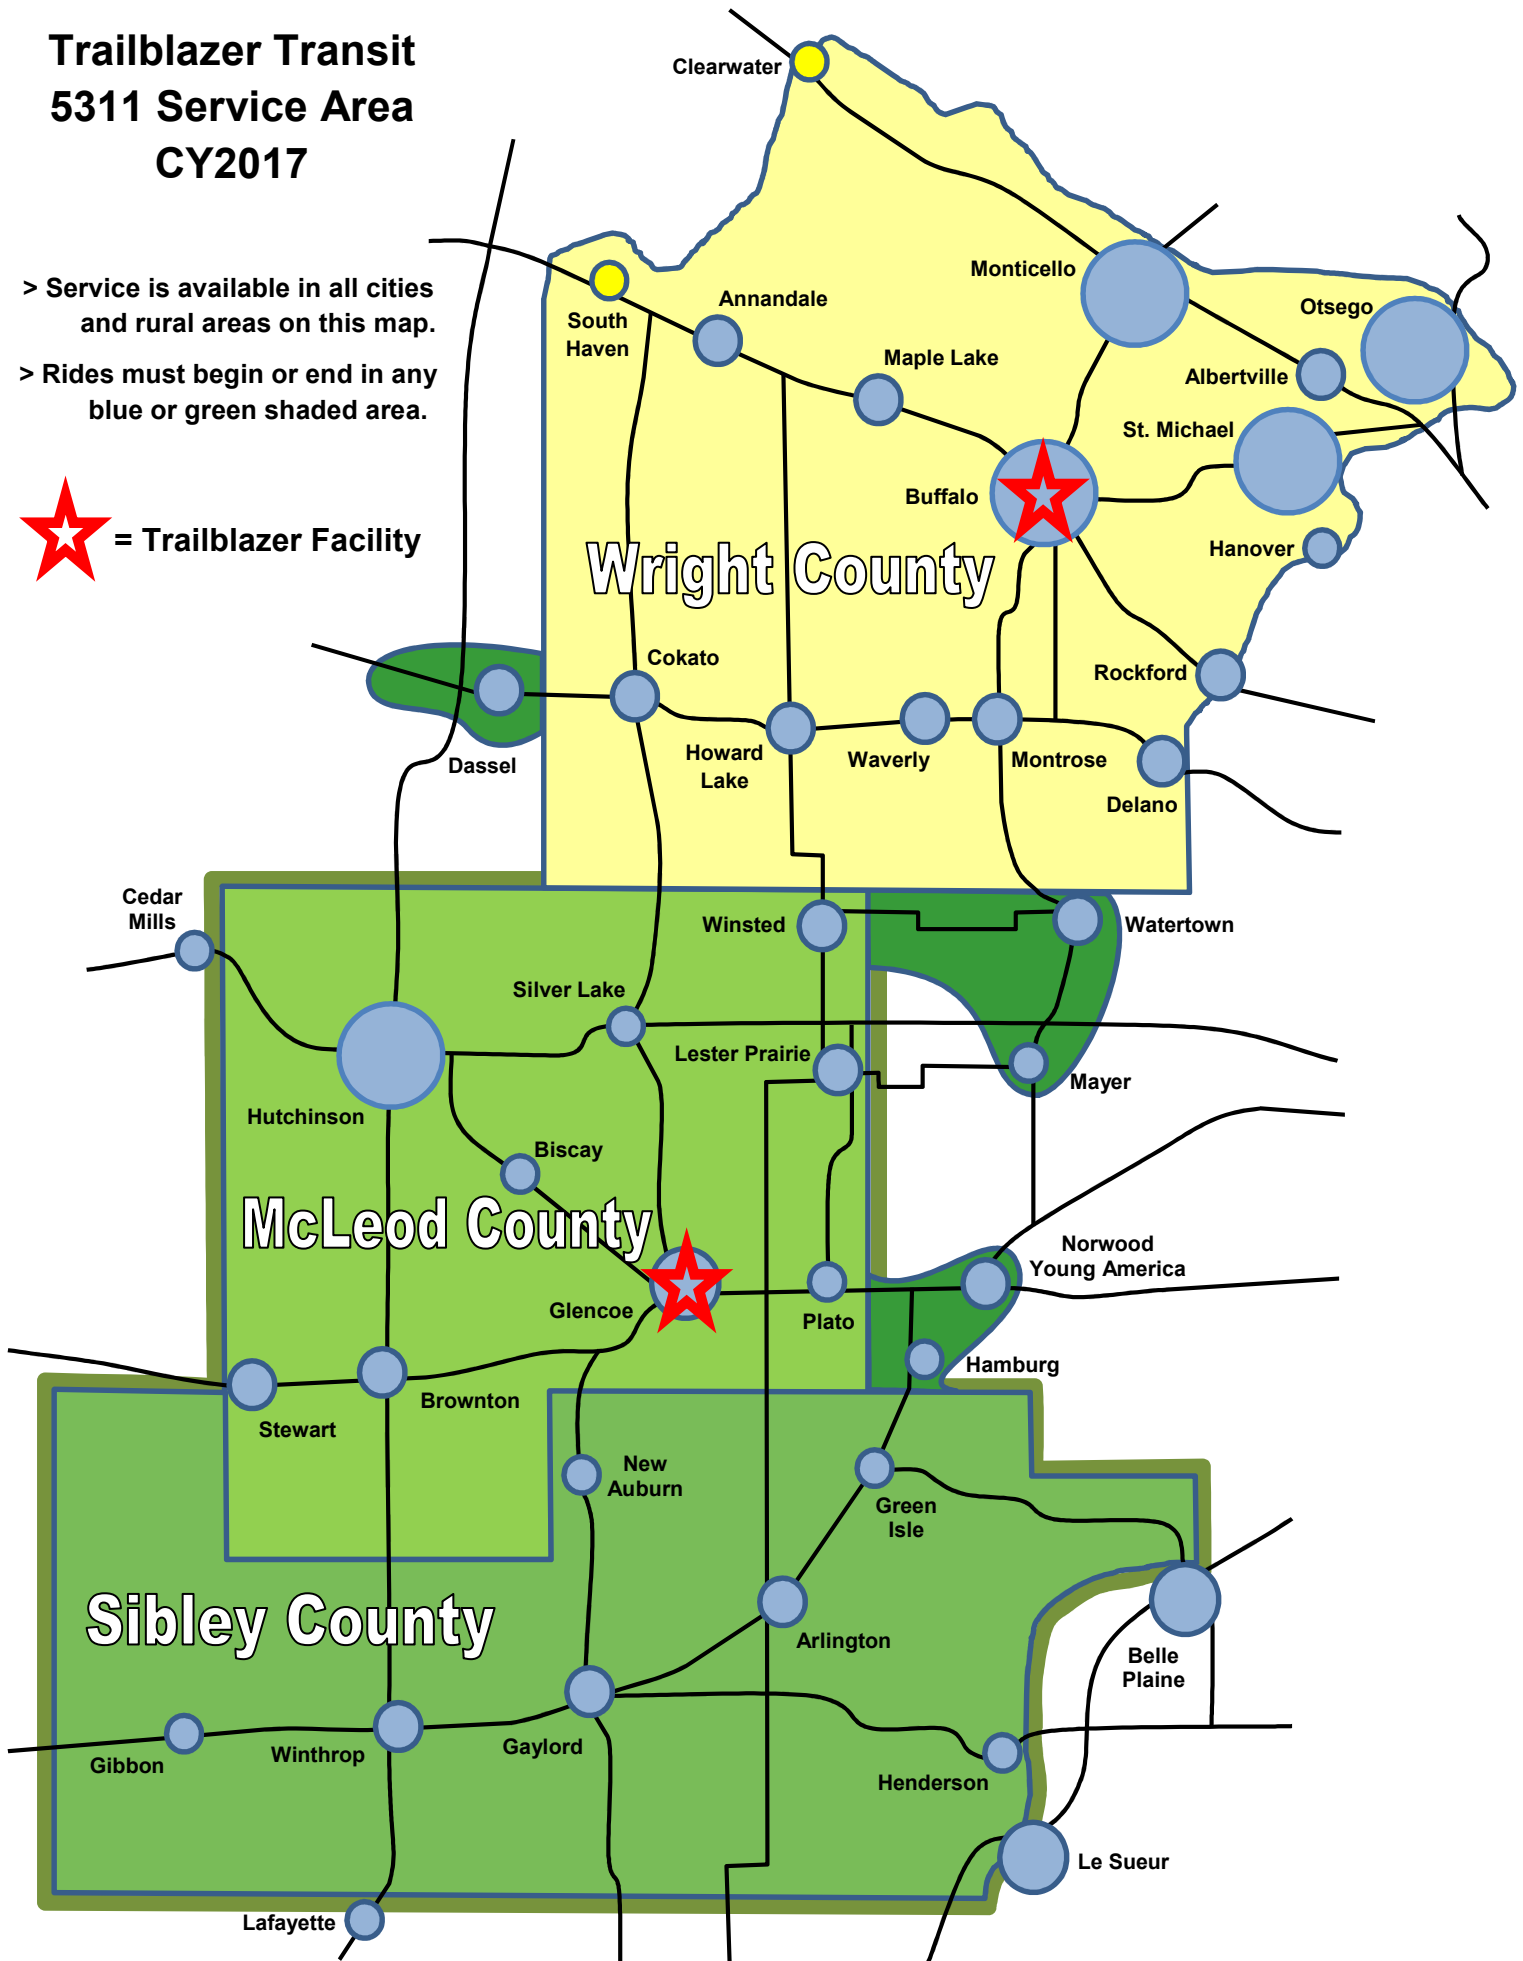 Trailblazer Transit
5311 Service Area
CY2017
> Service is available in all cities
and rural areas on this map.
> Rides must begin or end in any
blue or green shaded area.
= Trailblazer Facility
Clearwater
South
Haven
Annandale
Maple Lake
Monticello
Otsego
Albertville
St. Michael
Buffalo
Hanover
Wright County
Rockford
Cokato
Dassel
Howard
Lake
Waverly
Montrose
Delano
Cedar
Mills
Winsted
Watertown
Silver Lake
Lester Prairie
Mayer
Hutchinson
Biscay
McLeod County
Glencoe
Plato
Norwood
Young America
Hamburg
Stewart
Brownton
New
Auburn
Green
Isle
Sibley County
Arlington
Belle
Plaine
Gibbon
Winthrop
Gaylord
Henderson
Le Sueur
Lafayette